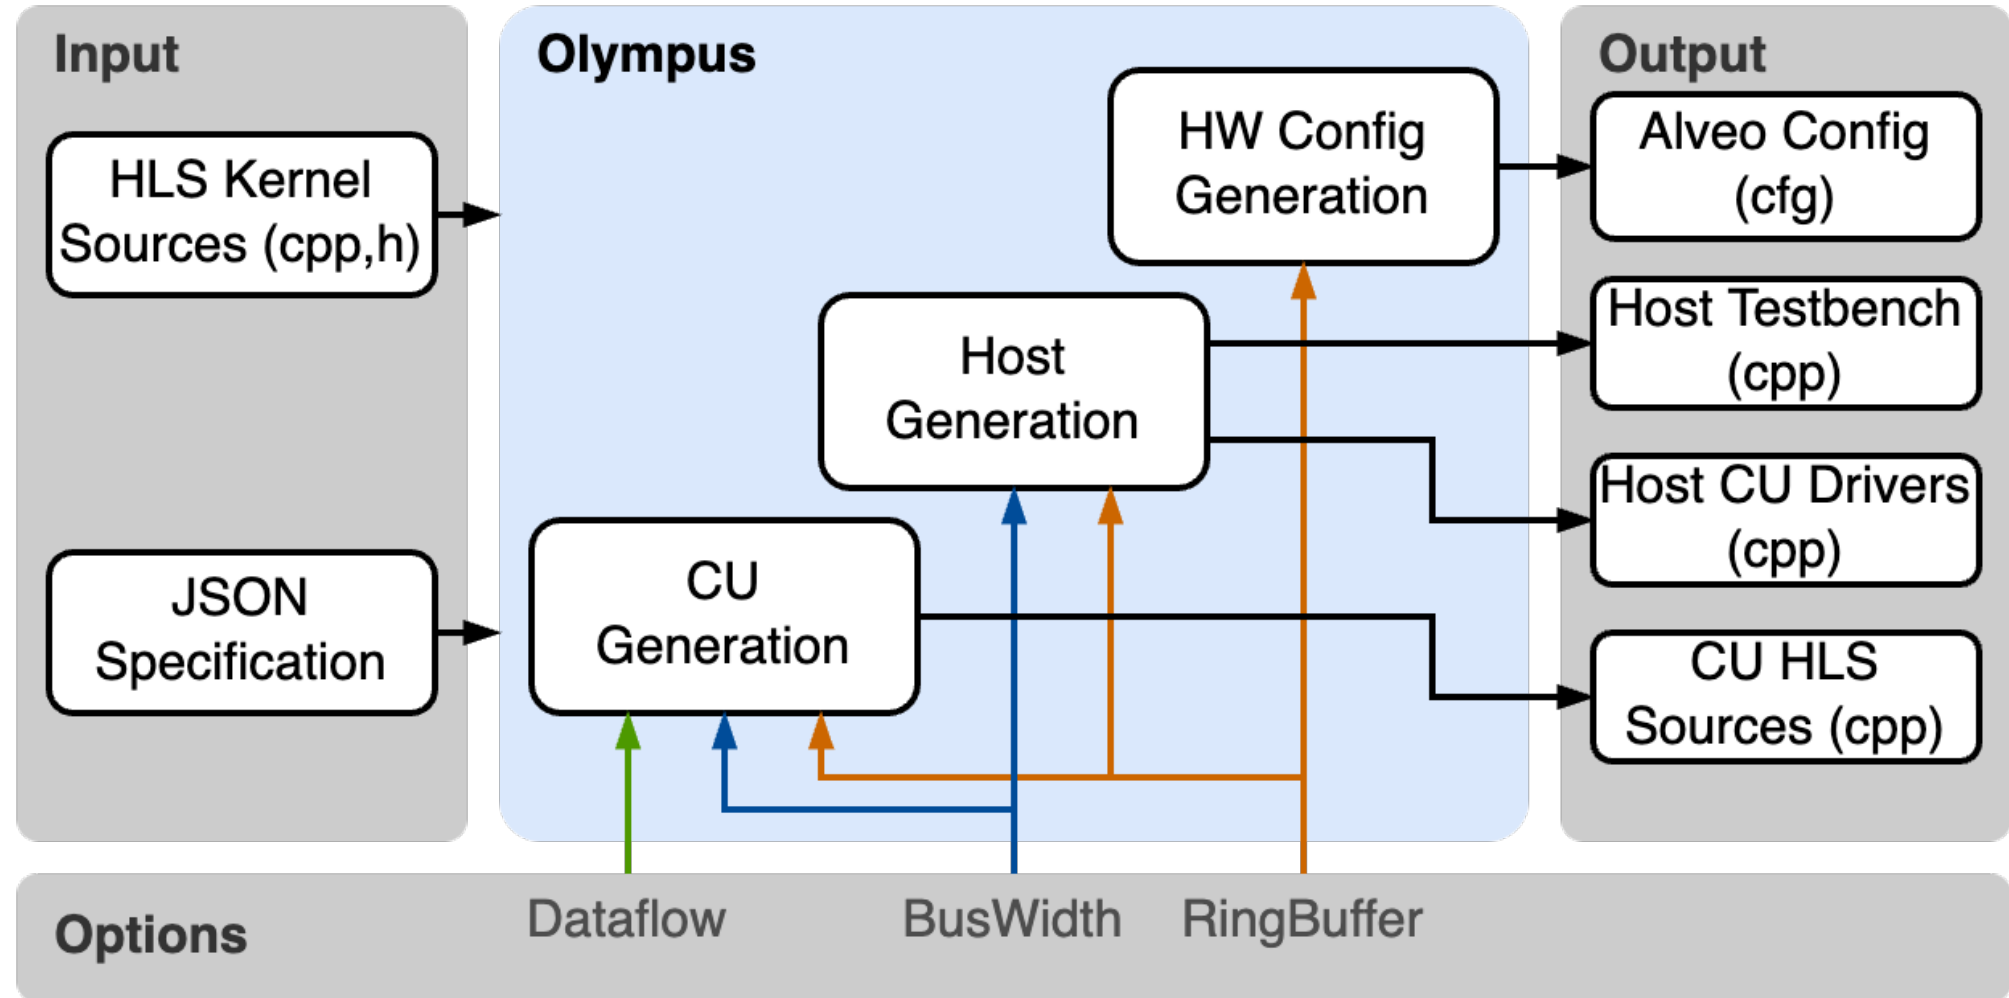 Input
HLS Kernel
Sources (cpp,h)
JSON
Specification
Olympus
HW Config
Generation
Host
Generation
CU
Generation
Output
Alveo Config
(cfg)
Host Testbench
(cpp)
Host CU Drivers
(cpp)
CU HLS
Sources (cpp)
Options
Dataflow
BusWidth
RingBuffer